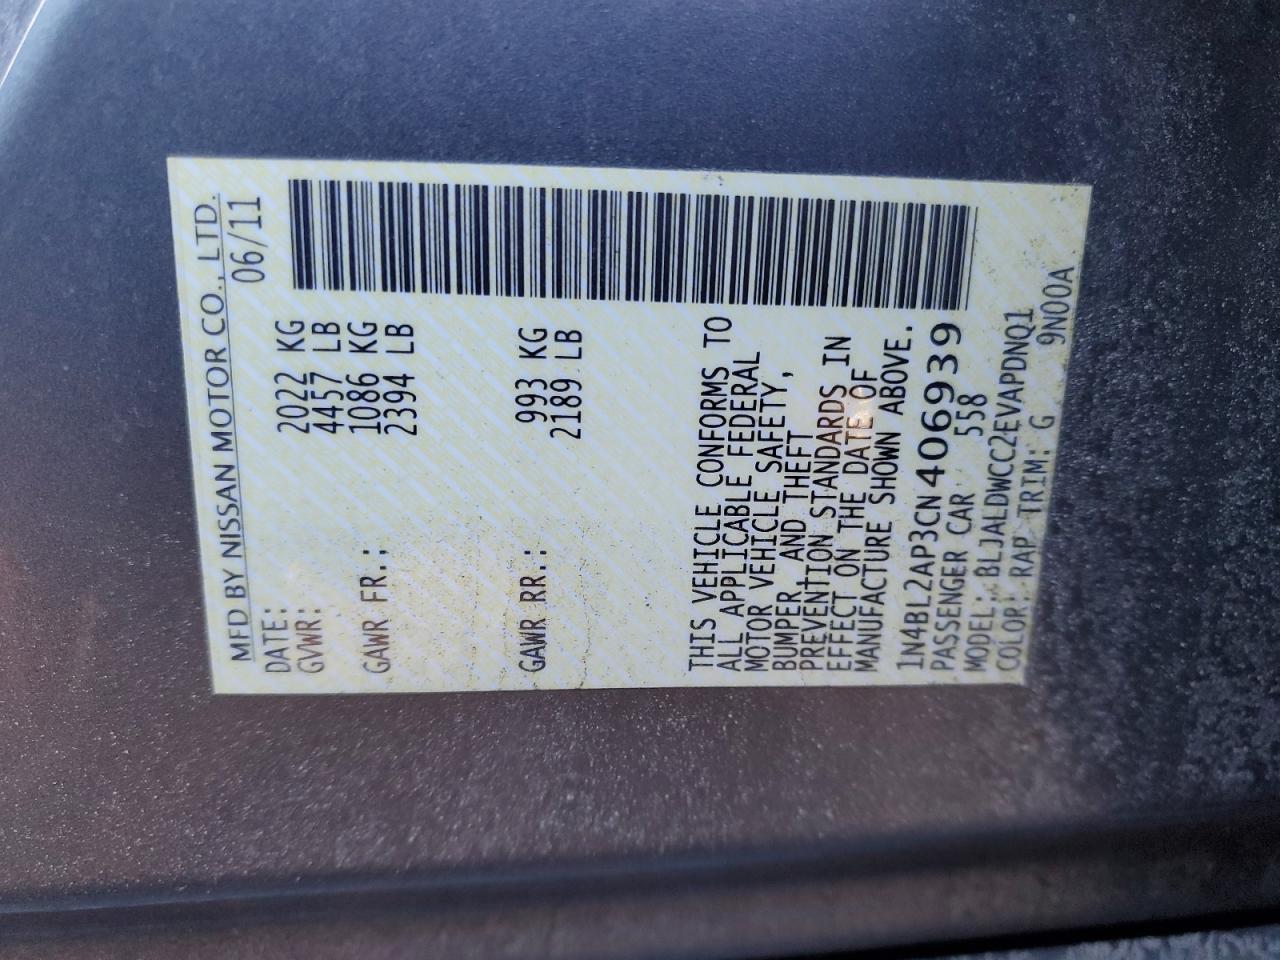 MFD BY NISSAN MOTOR CO., LTD.
DATE: 06/11
GVWR: 2022 KG
4457 LB
GAWR FR.: 1086 KG
2394 LB
GAWR RR.: 993 KG
2189 LB
THIS VEHICLE CONFORMS TO
ALL APPLICABLE FEDERAL
MOTOR VEHICLE SAFETY,
BUMPER AND THEFT
PREVENTION STANDARDS IN
EFFECT ON THE DATE OF
MANUFACTURE SHOWN ABOVE.
1N4BL2AP3CN406939
PASSENGER CAR 558
MODEL: BLJALDWCC2EVAPDNQ1
COLOR: RAP TRIM: G 9N00A